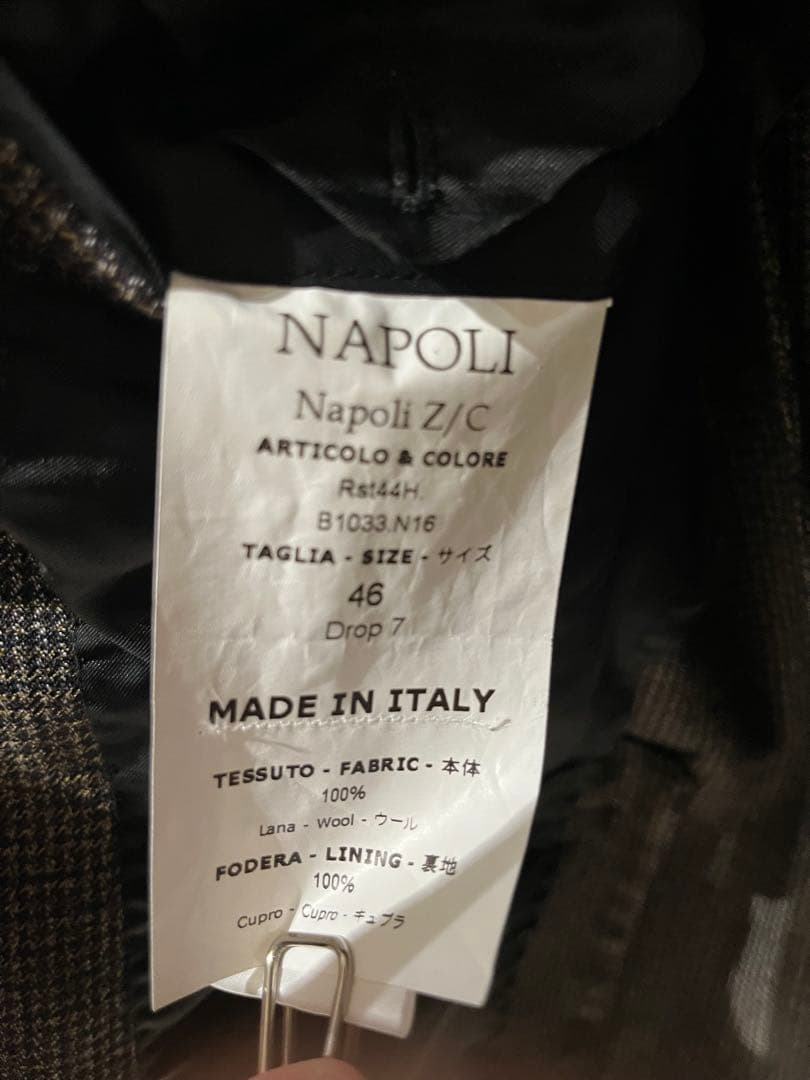 NAPOLI
Napoli Z/C
ARTICOLO & COLORE
Rst44H.
B1033.N16
TAGLIA - SIZE - サイズ
46
Drop 7
MADE IN ITALY
TESSUTO - FABRIC - 本体
100%
Lana - Wool - ウール
FODERA - LINING - 裏地
100%
Cupro - Cupro - キュプラ